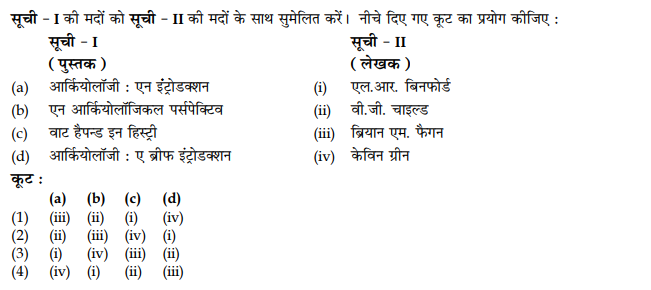 सूची - I की मदों को सूची - II की मदों के साथ सुमेलित करें। नीचे दिए गए कूट का प्रयोग कीजिए :
सूची - I सूची - II
( पुस्तक ) ( लेखक )
(a) आर्कियोलॉजी : एन इंट्रोडक्शन (i) एल.आर. बिनफोर्ड
(b) एन आर्कियोलॉजिकल पर्सपेक्टिव (ii) वी.जी. चाइल्ड
(c) वाट हैपन्ड इन हिस्ट्री (iii) ब्रियान एम. फैगन
(d) आर्कियोलॉजी : ए ब्रीफ इंट्रोडक्शन (iv) केविन ग्रीन
कूट :
(a) (b) (c) (d)
(1) (iii) (ii) (i) (iv)
(2) (ii) (iii) (iv) (i)
(3) (i) (iv) (iii) (ii)
(4) (iv) (i) (ii) (iii)